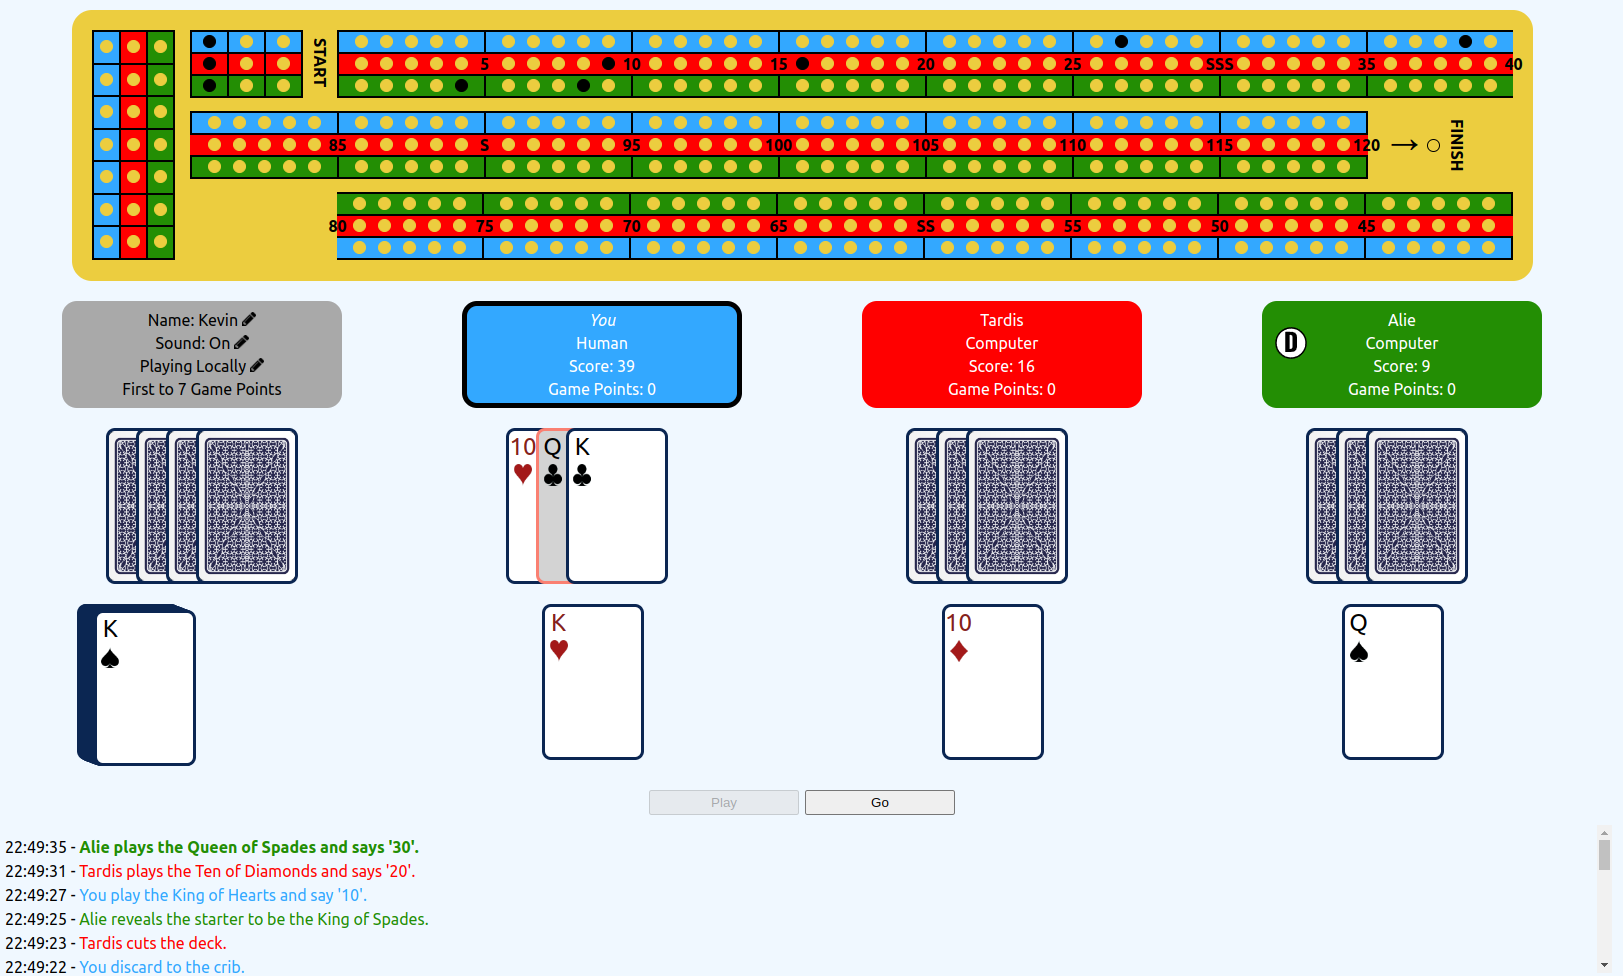 START
5 10 15 20 25 SSS 35 40
85 S 95 100 105 110 115 120 → FINISH
80 75 70 65 SS 55 50 45
Name: Kevin
Sound: On
Playing Locally
First to 7 Game Points
You
Human
Score: 39
Game Points: 0
Tardis
Computer
Score: 16
Game Points: 0
D
Alie
Computer
Score: 9
Game Points: 0
10 Q K
K
K
10
Q
Play Go
22:49:35 - Alie plays the Queen of Spades and says '30'.
22:49:31 - Tardis plays the Ten of Diamonds and says '20'.
22:49:27 - You play the King of Hearts and say '10'.
22:49:25 - Alie reveals the starter to be the King of Spades.
22:49:23 - Tardis cuts the deck.
22:49:22 - You discard to the crib.